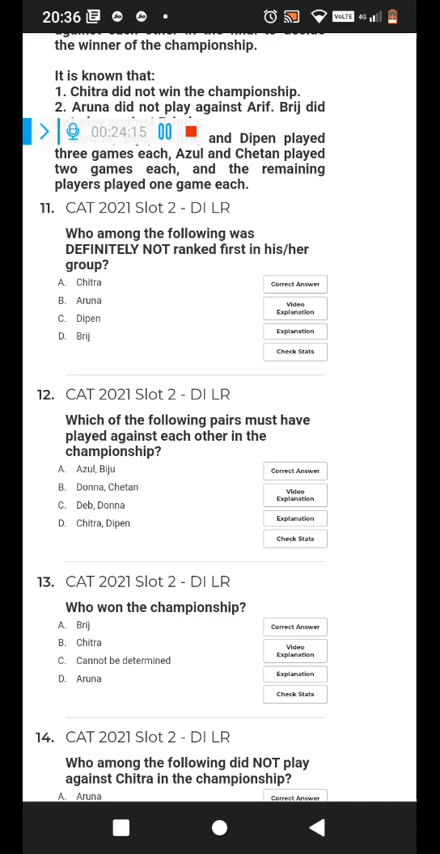 20:36
VoLTE 4G
the winner of the championship.
It is known that:
1. Chitra did not win the championship.
2. Aruna did not play against Arif. Brij did
00:24:15
and Dipen played
three games each, Azul and Chetan played
two games each, and the remaining
players played one game each.
11. CAT 2021 Slot 2 - DI LR
Who among the following was
DEFINITELY NOT ranked first in his/her
group?
A. Chitra
B. Aruna
C. Dipen
D. Brij
Correct Answer
Video
Explanation
Explanation
Check Stats
12. CAT 2021 Slot 2 - DI LR
Which of the following pairs must have
played against each other in the
championship?
A. Azul, Biju
B. Donna, Chetan
C. Deb, Donna
D. Chitra, Dipen
Correct Answer
Video
Explanation
Explanation
Check Stats
13. CAT 2021 Slot 2 - DI LR
Who won the championship?
A. Brij
B. Chitra
C. Cannot be determined
D. Aruna
Correct Answer
Video
Explanation
Explanation
Check Stats
14. CAT 2021 Slot 2 - DI LR
Who among the following did NOT play
against Chitra in the championship?
A. Aruna
Correct Answer